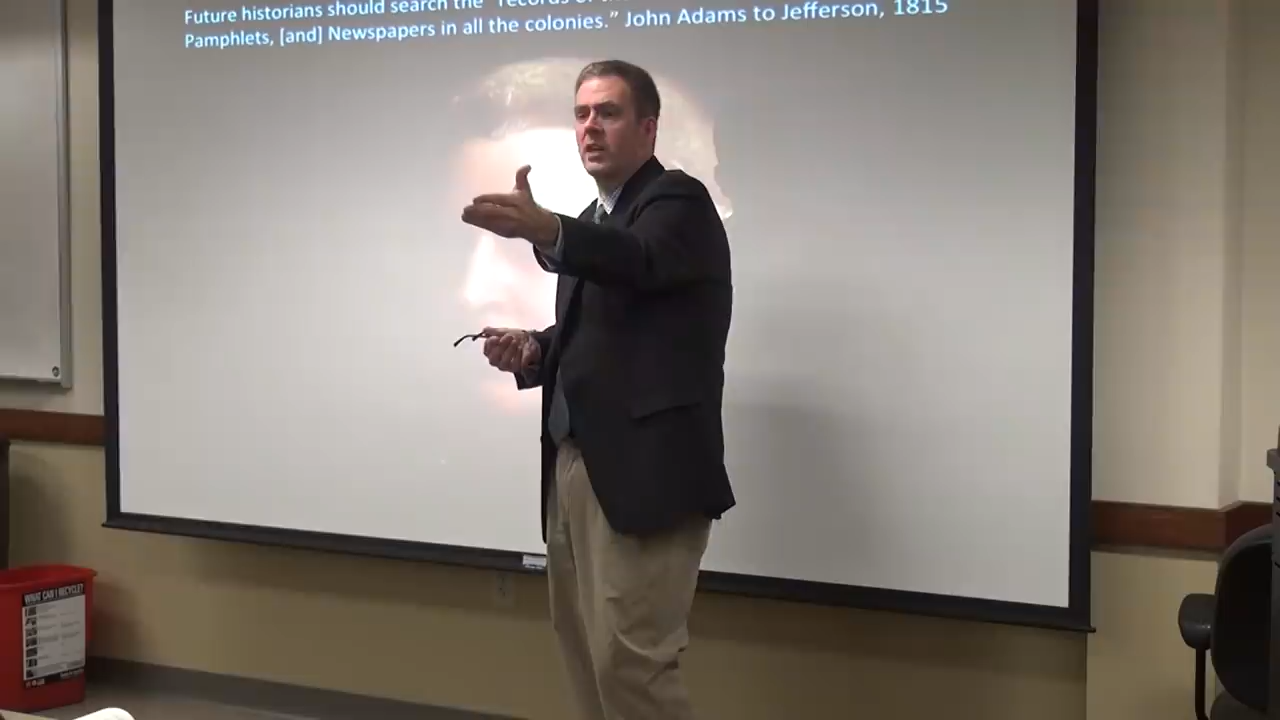 Future historians should search the "records of
Pamphlets, [and] Newspapers in all the colonies." John Adams to Jefferson, 1815
WHAT CAN I RECYCLE?